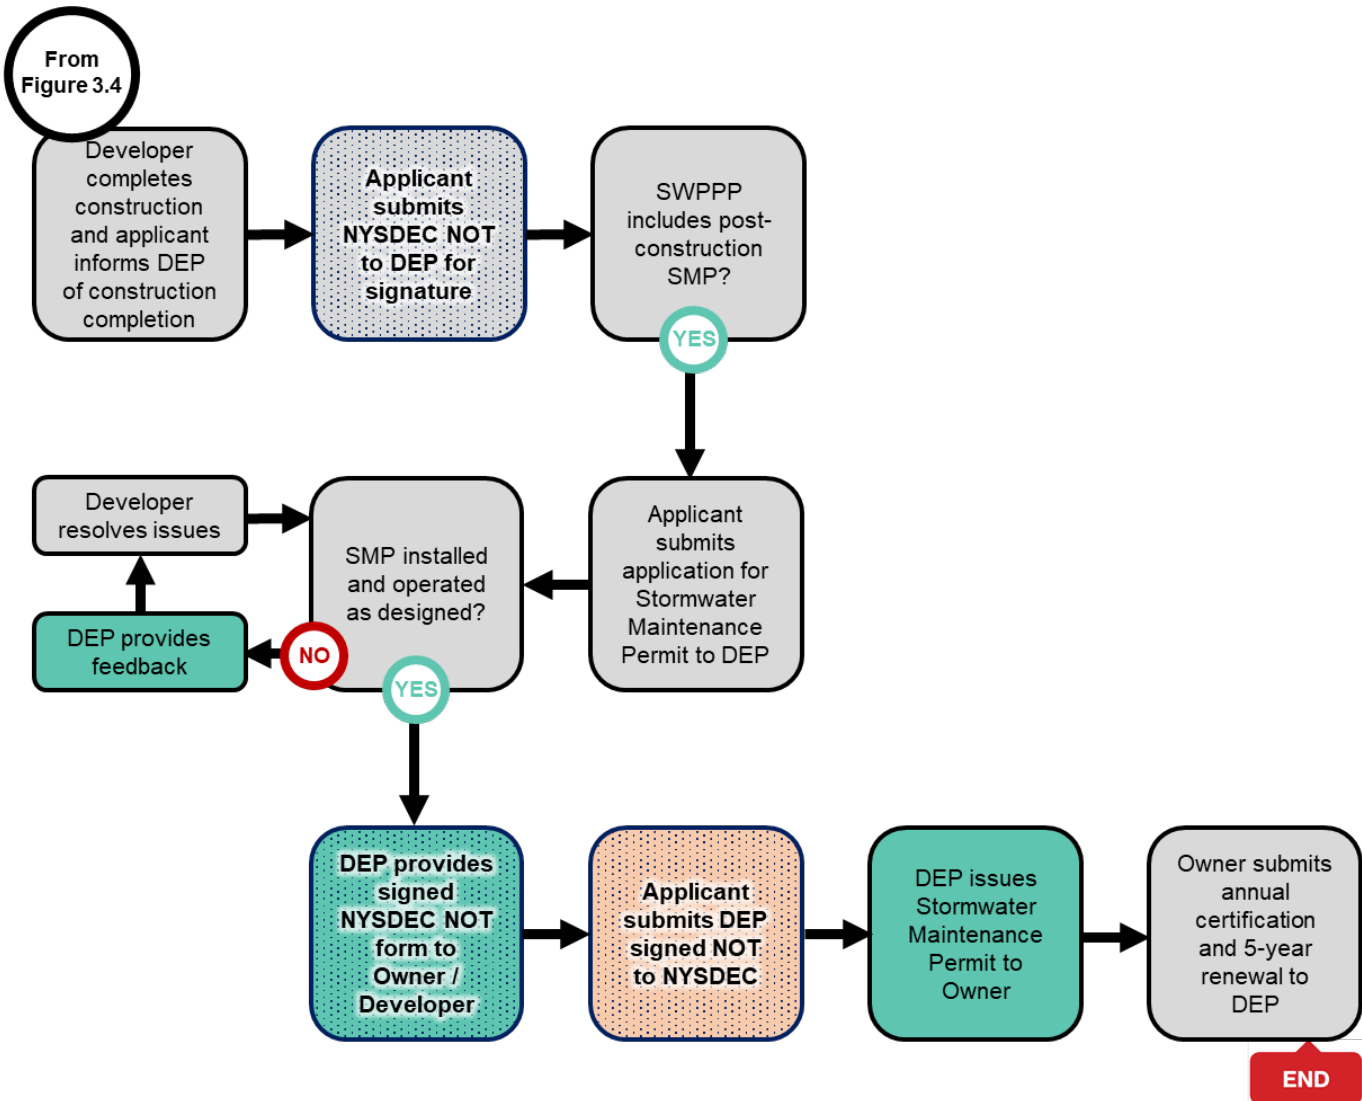 From
Figure 3.4
Developer
completes
construction
and applicant
informs DEP
of construction
completion
Applicant
submits
NYSDEC NOT
to DEP for
signature
SWPPP
includes post-
construction
SMP?
YES
Applicant
submits
application for
Stormwater
Maintenance
Permit to DEP
SMP installed
and operated
as designed?
NO
DEP provides
feedback
Developer
resolves issues
YES
DEP provides
signed
NYSDEC NOT
form to
Owner /
Developer
Applicant
submits DEP
signed NOT
to NYSDEC
DEP issues
Stormwater
Maintenance
Permit to
Owner
Owner submits
annual
certification
and 5-year
renewal to
DEP
END